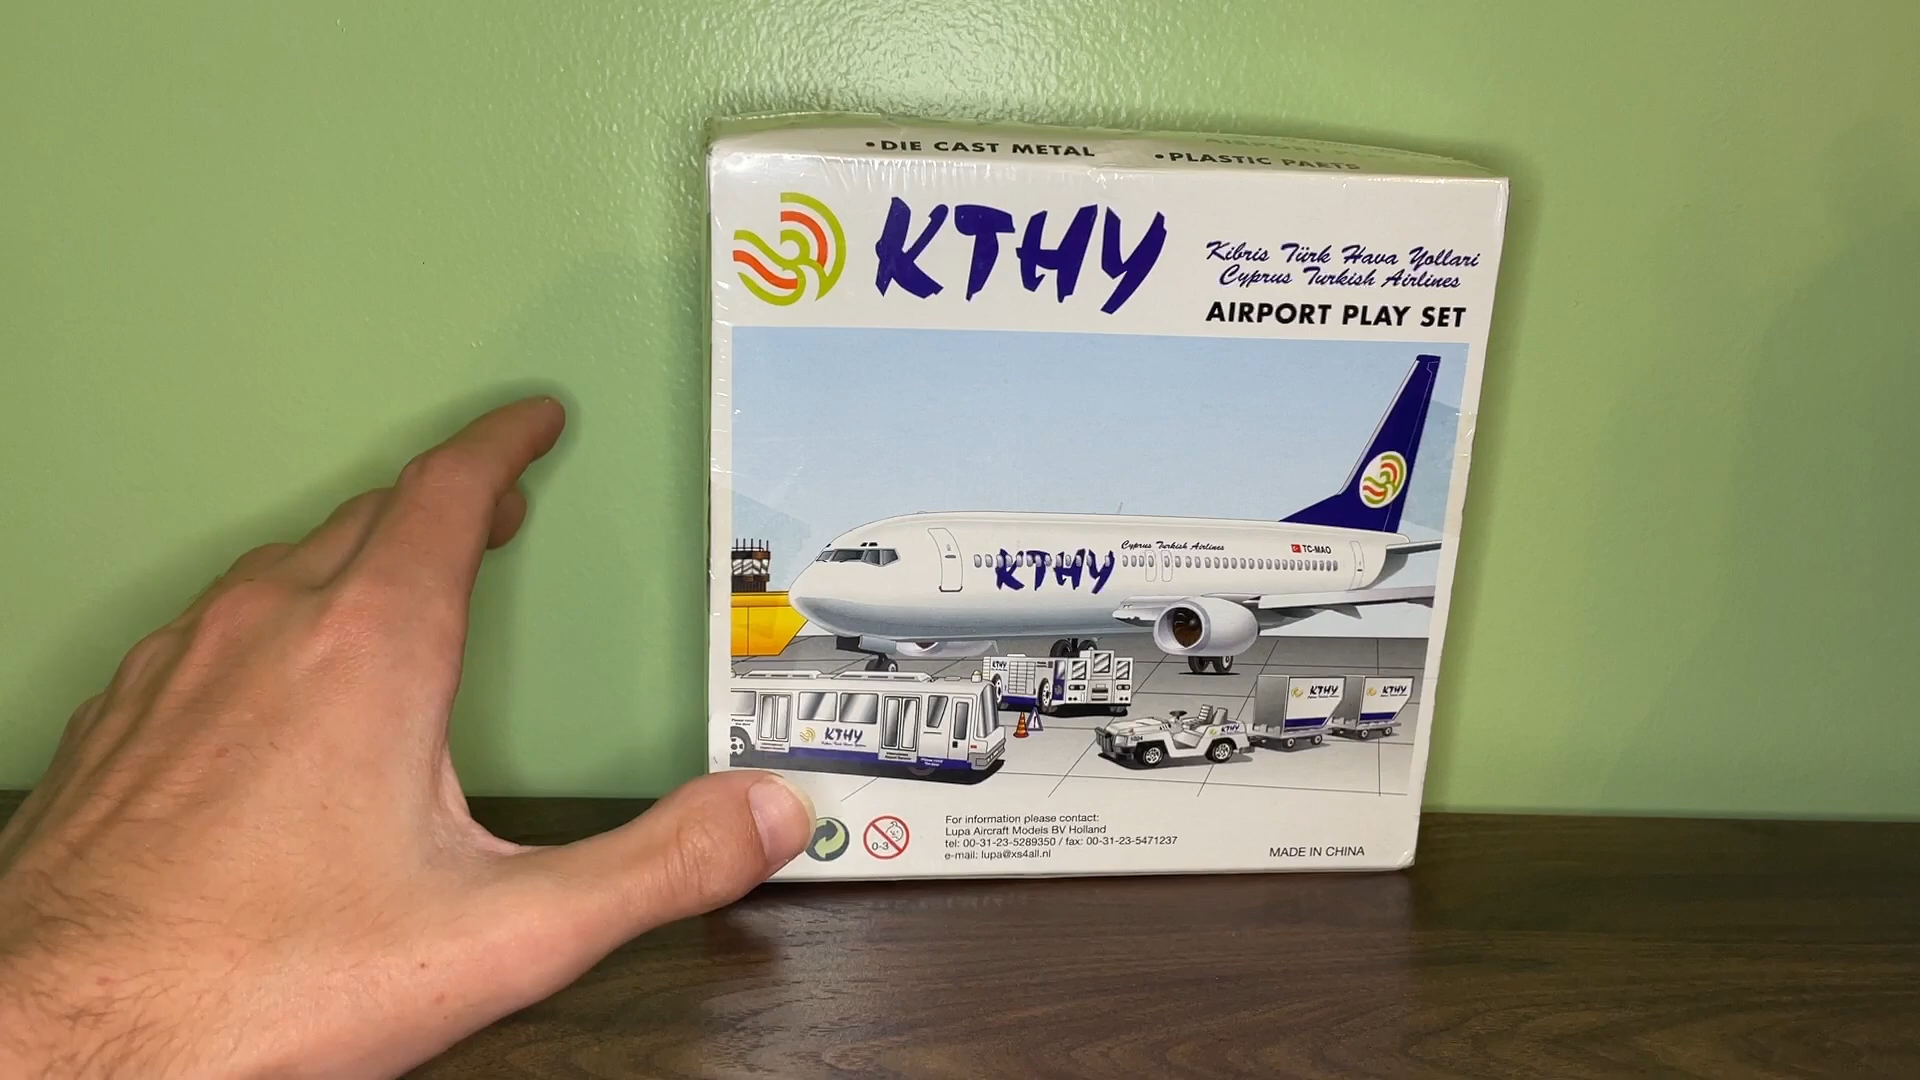 •DIE CAST METAL •PLASTIC PARTS
KTHY
Kibris Türk Hava Yollari
Cyprus Turkish Airlines
AIRPORT PLAY SET
Cyprus Turkish Airlines
TC-MAO
KTHY
KTHY
KTHY
KTHY
KTHY
KTHY
0-3
For information please contact:
Lupa Aircraft Models BV Holland
tel: 00-31-23-5289350 / fax: 00-31-23-5471237
e-mail: lupa@xs4all.nl
MADE IN CHINA